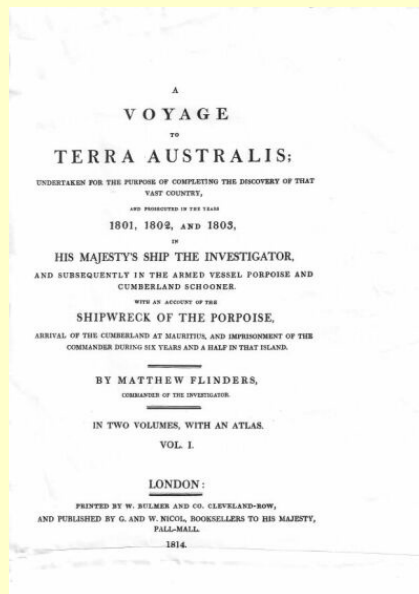 A
VOYAGE
TO
TERRA AUSTRALIS;
UNDERTAKEN FOR THE PURPOSE OF COMPLETING THE DISCOVERY OF THAT
VAST COUNTRY,
AND PROSECUTED IN THE YEARS
1801, 1802, AND 1803,
IN
HIS MAJESTY'S SHIP THE INVESTIGATOR,
AND SUBSEQUENTLY IN THE ARMED VESSEL PORPOISE AND
CUMBERLAND SCHOONER.
WITH AN ACCOUNT OF THE
SHIPWRECK OF THE PORPOISE,
ARRIVAL OF THE CUMBERLAND AT MAURITIUS, AND IMPRISONMENT OF THE
COMMANDER DURING SIX YEARS AND A HALF IN THAT ISLAND.
BY MATTHEW FLINDERS,
COMMANDER OF THE INVESTIGATOR.
IN TWO VOLUMES, WITH AN ATLAS.
VOL. I.
LONDON:
PRINTED BY W. BULMER AND CO. CLEVELAND-ROW,
AND PUBLISHED BY G. AND W. NICOL, BOOKSELLERS TO HIS MAJESTY,
PALL-MALL.
1814.